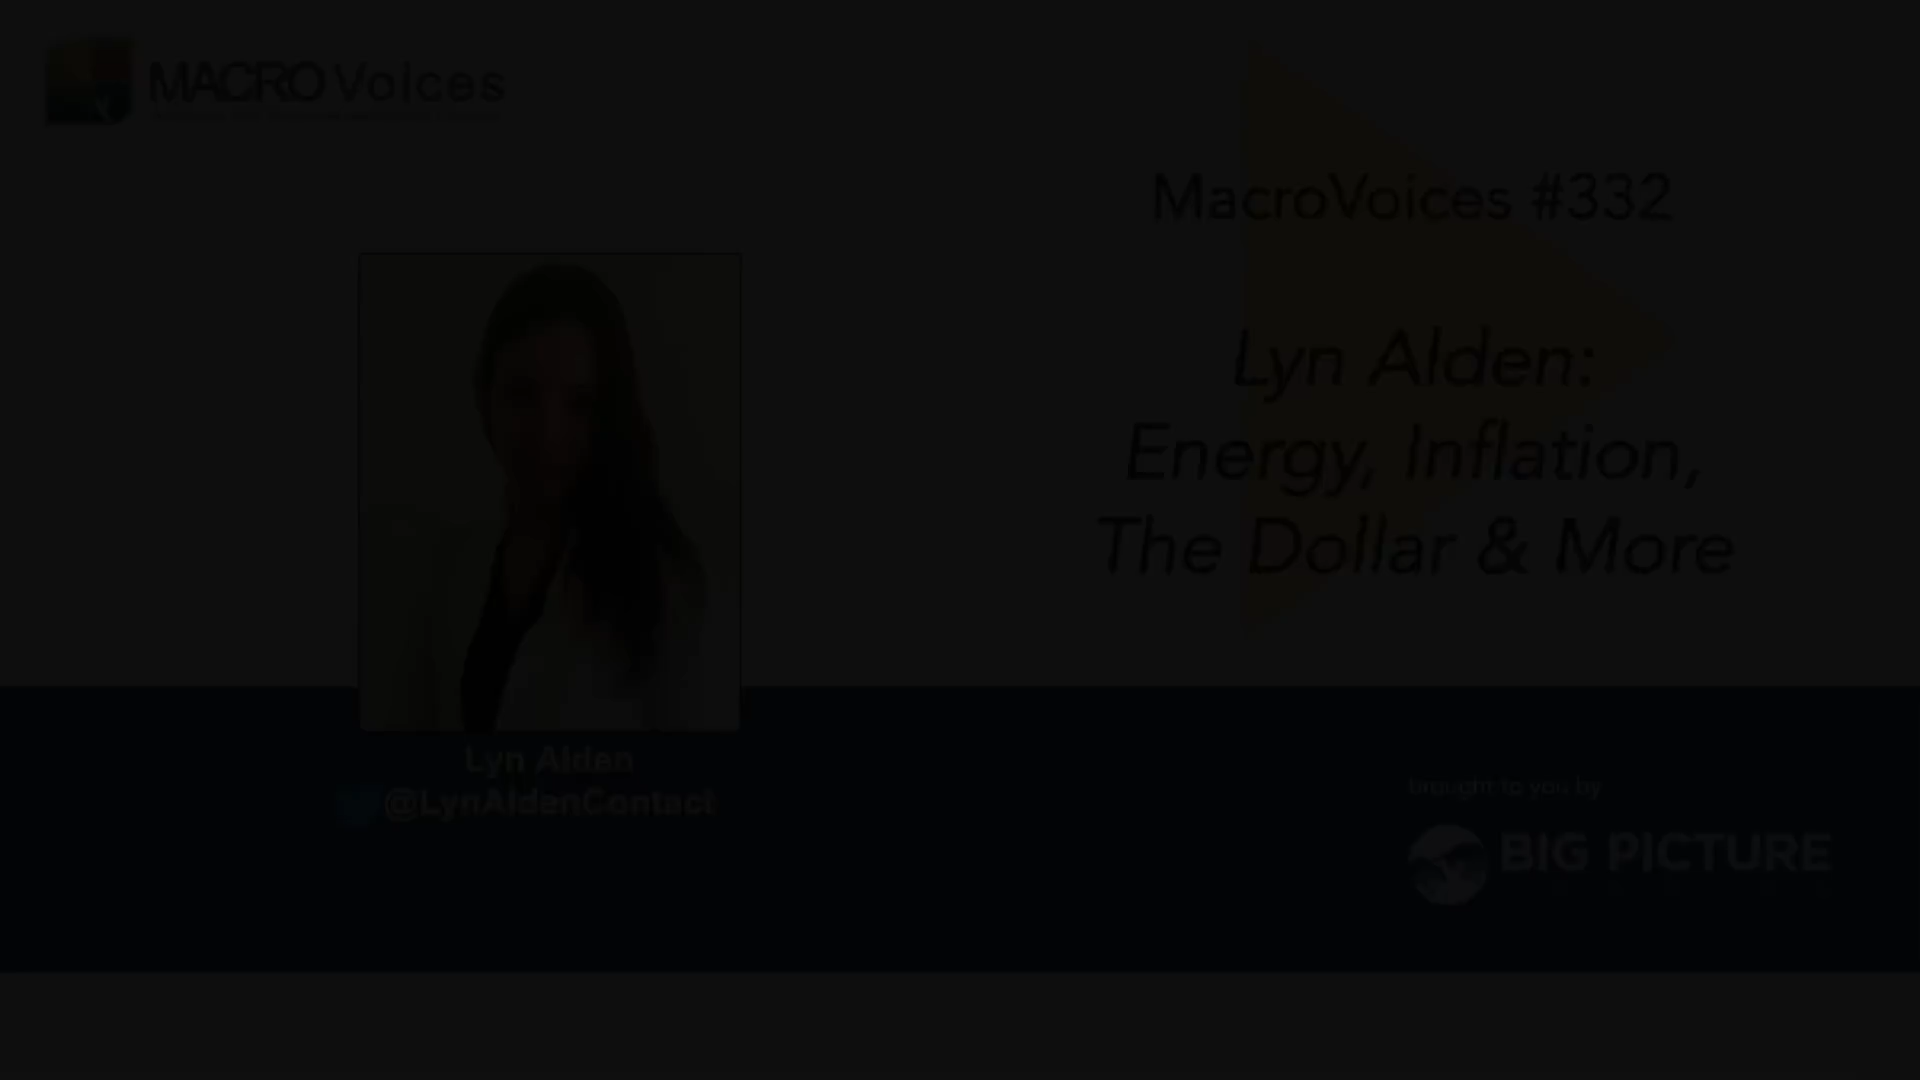 MACRO Voices
MacroVoices #332
Lyn Alden:
Energy, Inflation,
The Dollar & More
Lyn Alden
@LynAldenContact
brought to you by
BIG PICTURE